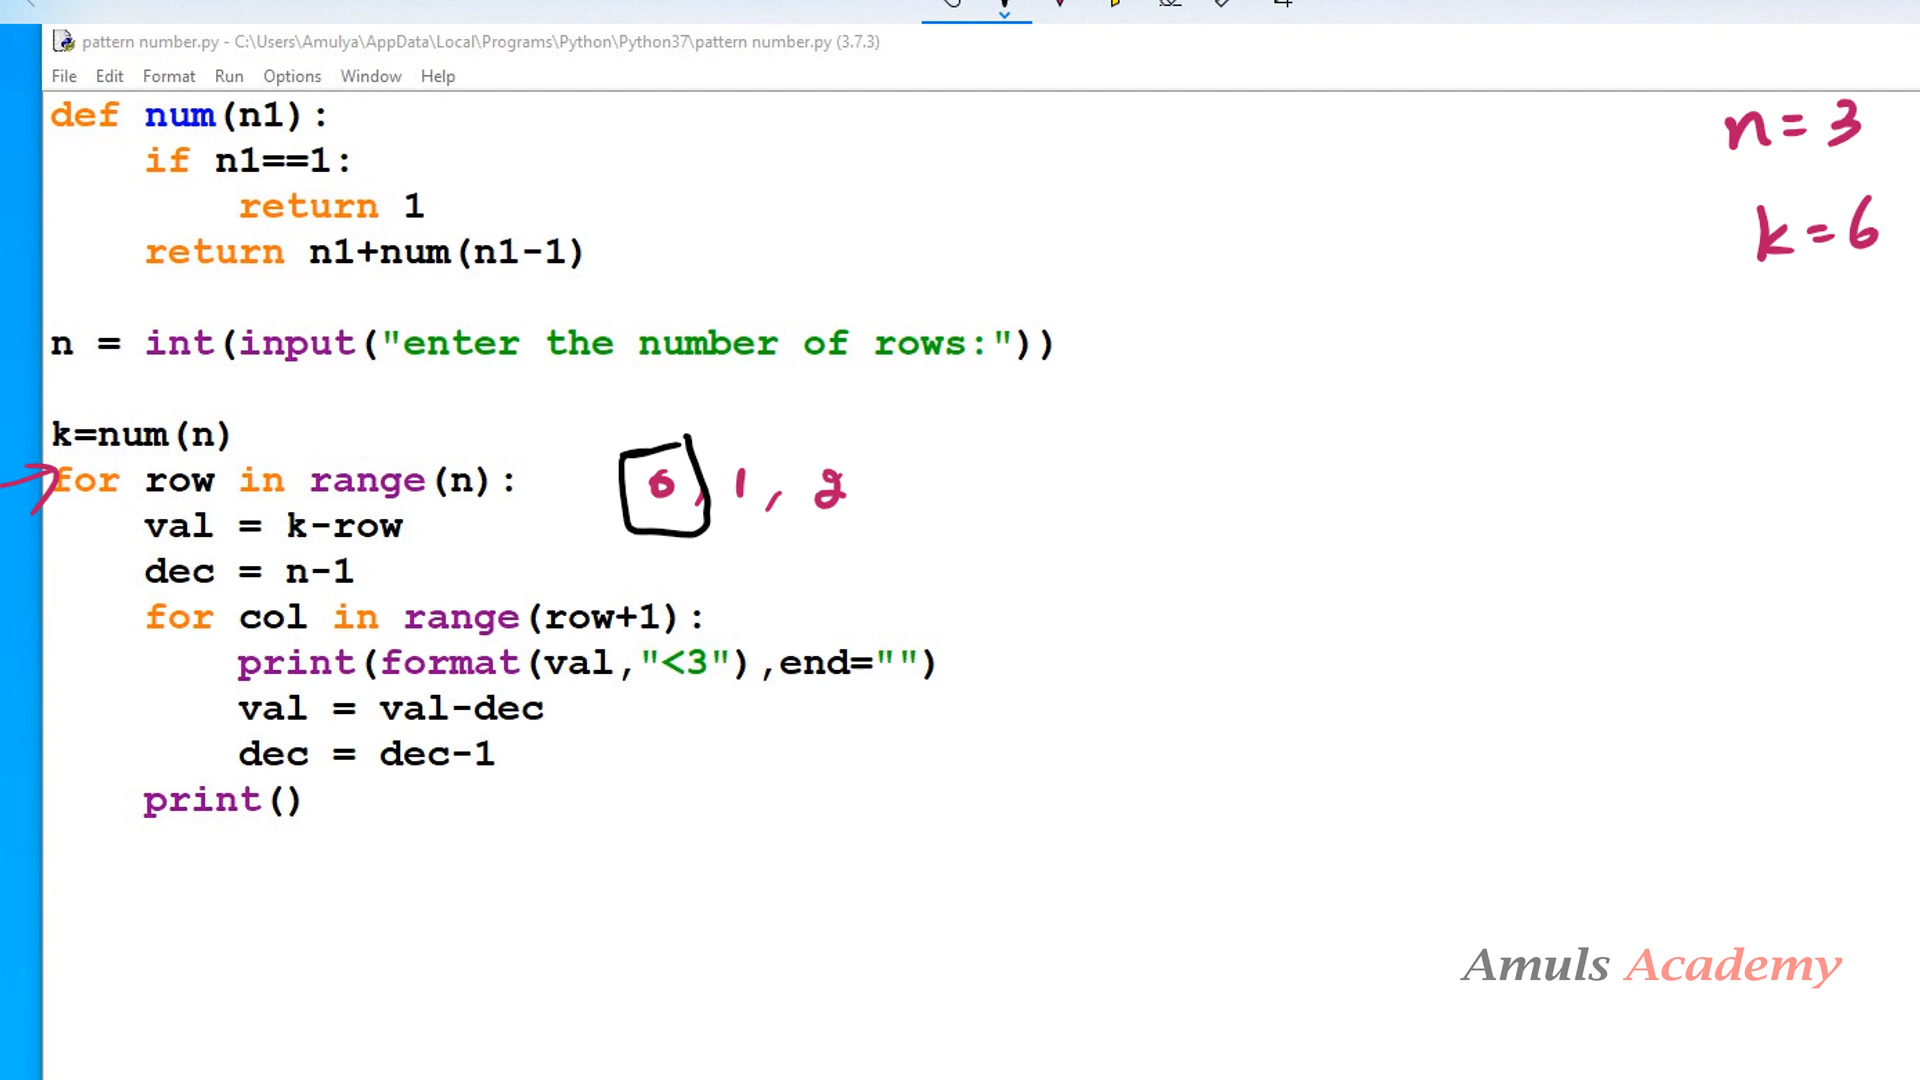 pattern number.py - C:\Users\Amulya\AppData\Local\Programs\Python\Python37\pattern number.py (3.7.3)
File Edit Format Run Options Window Help
def num(n1):
    if n1==1:
        return 1
    return n1+num(n1-1)
n = int(input("enter the number of rows:"))
k=num(n)
for row in range(n):
    val = k-row
    dec = n-1
    for col in range(row+1):
        print(format(val,"<3"),end="")
        val = val-dec
        dec = dec-1
    print()
n=3
k=6
0, 1, 2
Amuls Academy